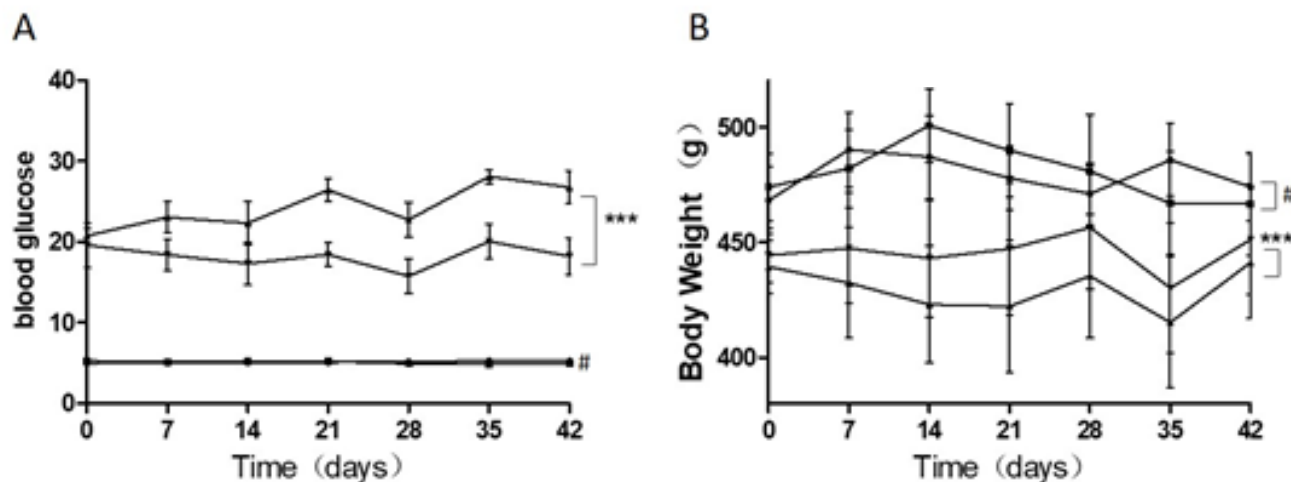 A
blood glucose
40
30
20
10
0
***
#
0 7 14 21 28 35 42
Time（days）
B
Body Weight（g）
500
450
400
#
***
0 7 14 21 28 35 42
Time（days）